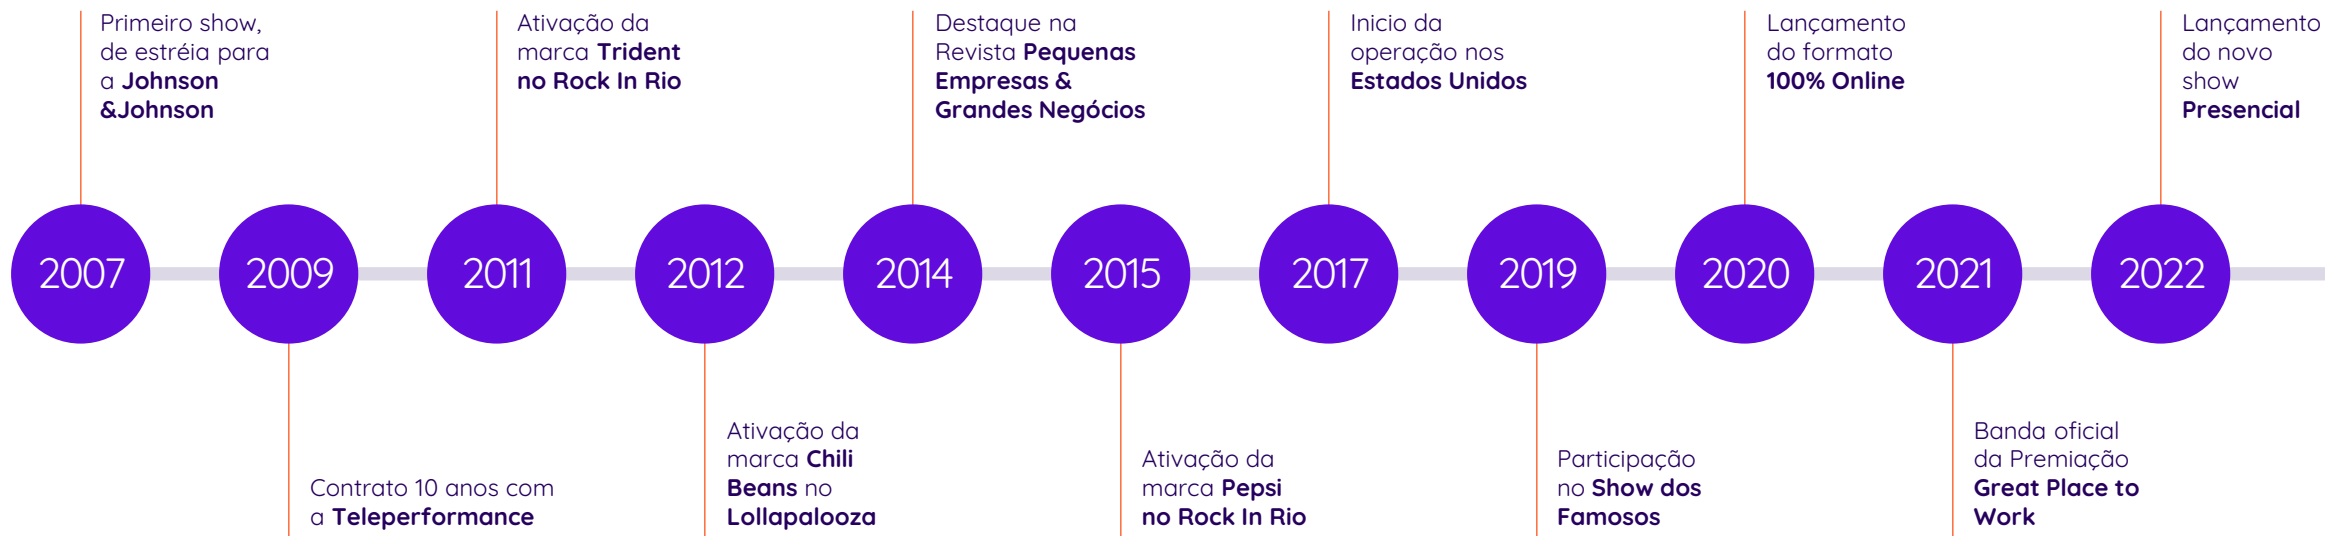 Primeiro show,
de estréia para
a Johnson
&Johnson
Ativação da
marca Trident
no Rock In Rio
Destaque na
Revista Pequenas
Empresas &
Grandes Negócios
Inicio da
operação nos
Estados Unidos
Lançamento
do formato
100% Online
Lançamento
do novo
show
Presencial
2007
2009
2011
2012
2014
2015
2017
2019
2020
2021
2022
Contrato 10 anos com
a Teleperformance
Ativação da
marca Chili
Beans no
Lollapalooza
Ativação da
marca Pepsi
no Rock In Rio
Participação
no Show dos
Famosos
Banda oficial
da Premiação
Great Place to
Work